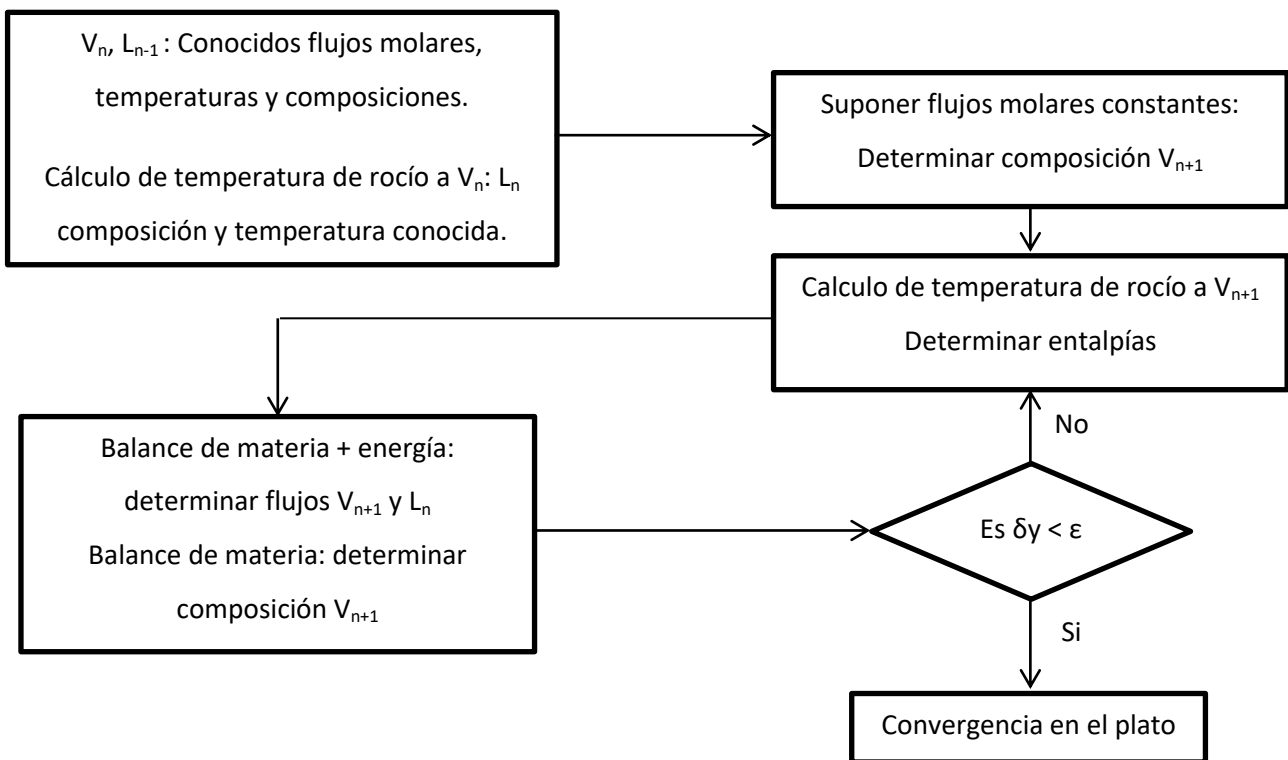 Vn, Ln-1 : Conocidos flujos molares,
temperaturas y composiciones.
Cálculo de temperatura de rocío a Vn: Ln
composición y temperatura conocida.
Suponer flujos molares constantes:
Determinar composición Vn+1
Calculo de temperatura de rocío a Vn+1
Determinar entalpías
Balance de materia + energía:
determinar flujos Vn+1 y Ln
Balance de materia: determinar
composición Vn+1
No
Es δy < ε
Si
Convergencia en el plato